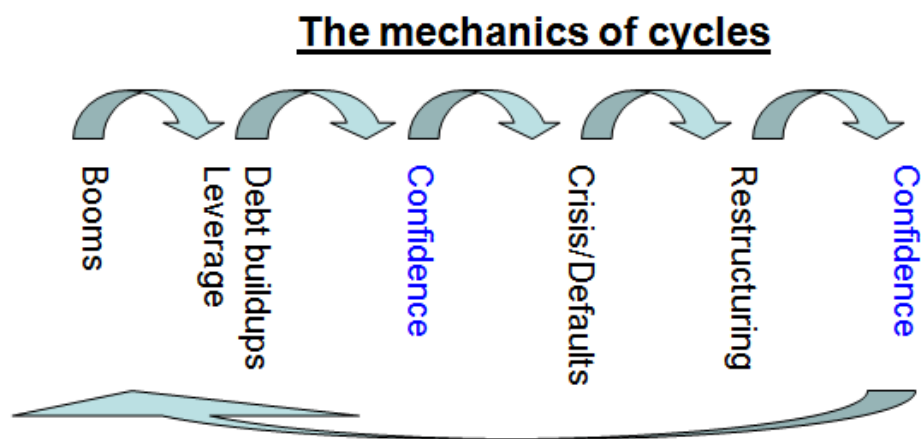 The mechanics of cycles
Booms
Leverage
Debt buildups
Confidence
Crisis/Defaults
Restructuring
Confidence